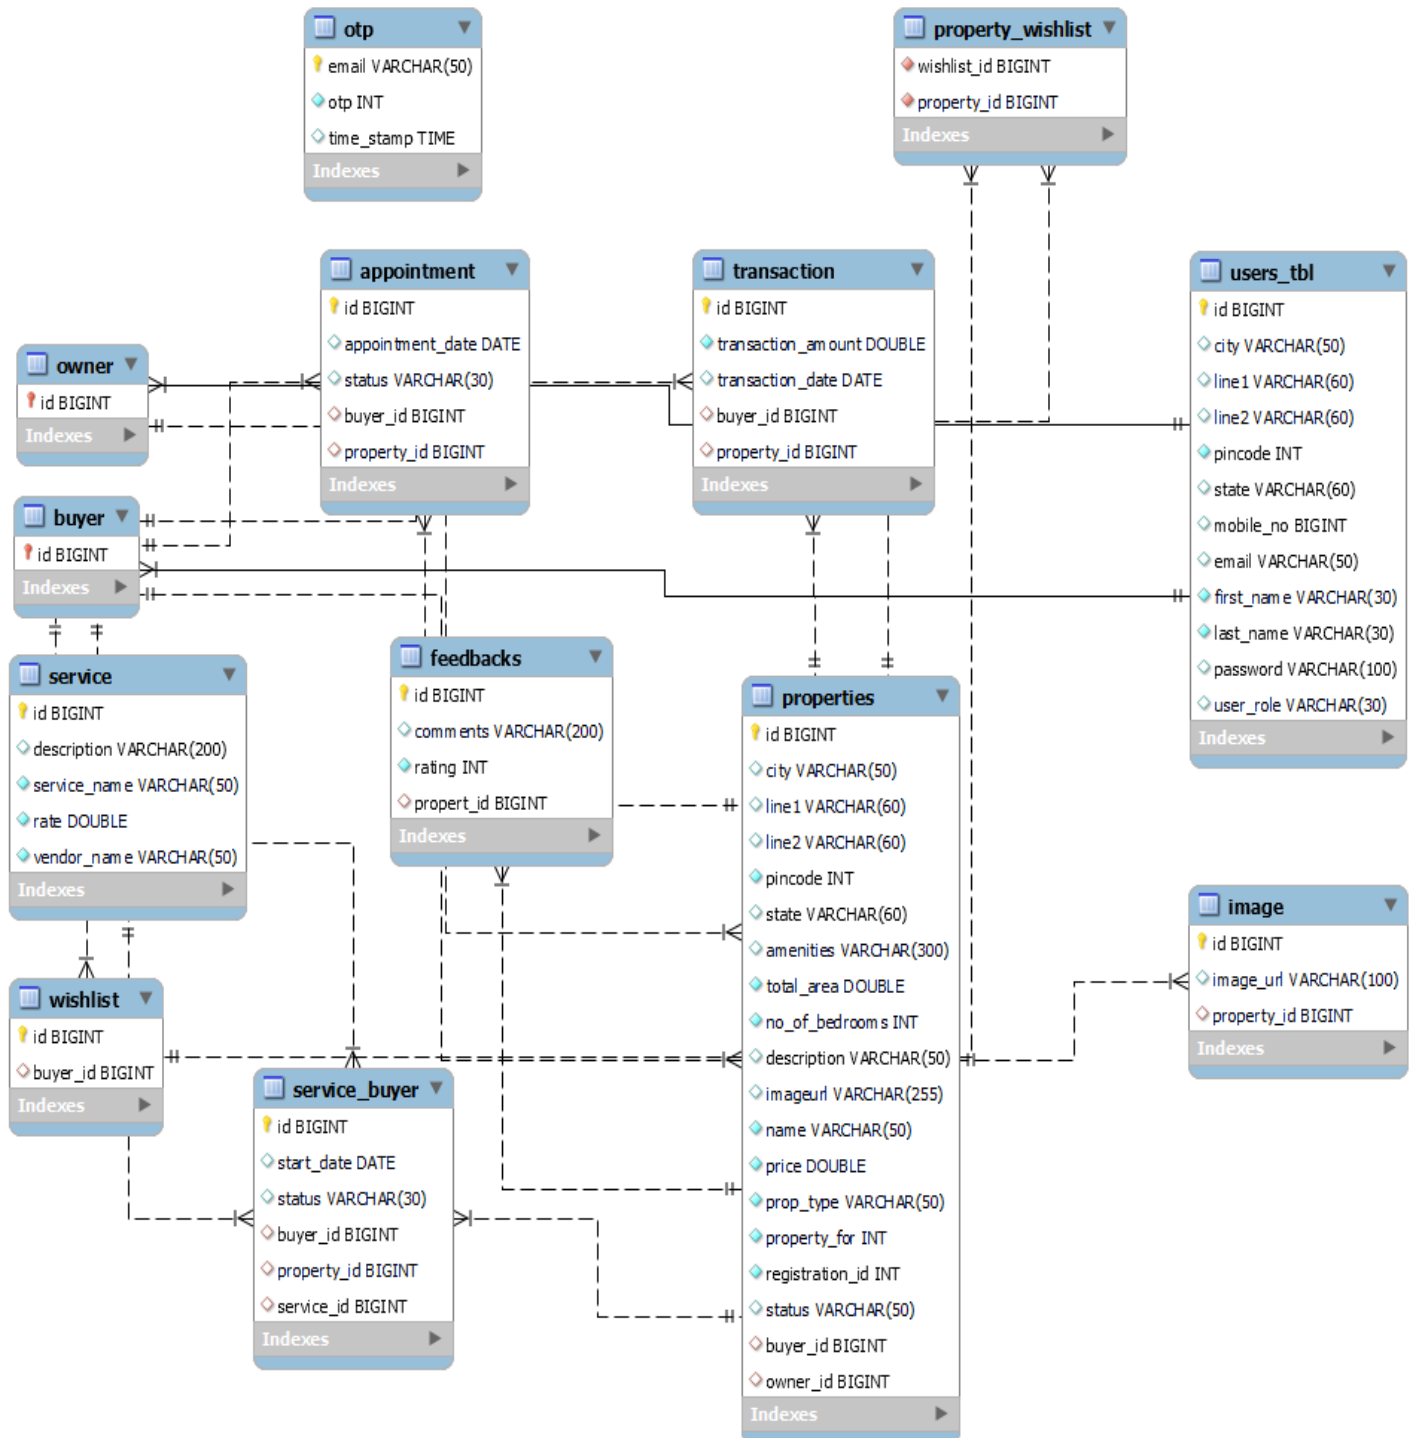 otp
email VARCHAR(50)
otp INT
time_stamp TIME
Indexes
property_wishlist
wishlist_id BIGINT
property_id BIGINT
Indexes
appointment
id BIGINT
appointment_date DATE
status VARCHAR(30)
buyer_id BIGINT
property_id BIGINT
Indexes
transaction
id BIGINT
transaction_amount DOUBLE
transaction_date DATE
buyer_id BIGINT
property_id BIGINT
Indexes
users_tbl
id BIGINT
city VARCHAR(50)
line1 VARCHAR(60)
line2 VARCHAR(60)
pincode INT
state VARCHAR(60)
mobile_no BIGINT
email VARCHAR(50)
first_name VARCHAR(30)
last_name VARCHAR(30)
password VARCHAR(100)
user_role VARCHAR(30)
Indexes
owner
id BIGINT
Indexes
buyer
id BIGINT
Indexes
service
id BIGINT
description VARCHAR(200)
service_name VARCHAR(50)
rate DOUBLE
vendor_name VARCHAR(50)
Indexes
feedbacks
id BIGINT
comments VARCHAR(200)
rating INT
propert_id BIGINT
Indexes
properties
id BIGINT
city VARCHAR(50)
line1 VARCHAR(60)
line2 VARCHAR(60)
pincode INT
state VARCHAR(60)
amenities VARCHAR(300)
total_area DOUBLE
no_of_bedrooms INT
description VARCHAR(50)
imageurl VARCHAR(255)
name VARCHAR(50)
price DOUBLE
prop_type VARCHAR(50)
property_for INT
registration_id INT
status VARCHAR(50)
buyer_id BIGINT
owner_id BIGINT
Indexes
image
id BIGINT
image_url VARCHAR(100)
property_id BIGINT
Indexes
wishlist
id BIGINT
buyer_id BIGINT
Indexes
service_buyer
id BIGINT
start_date DATE
status VARCHAR(30)
buyer_id BIGINT
property_id BIGINT
service_id BIGINT
Indexes